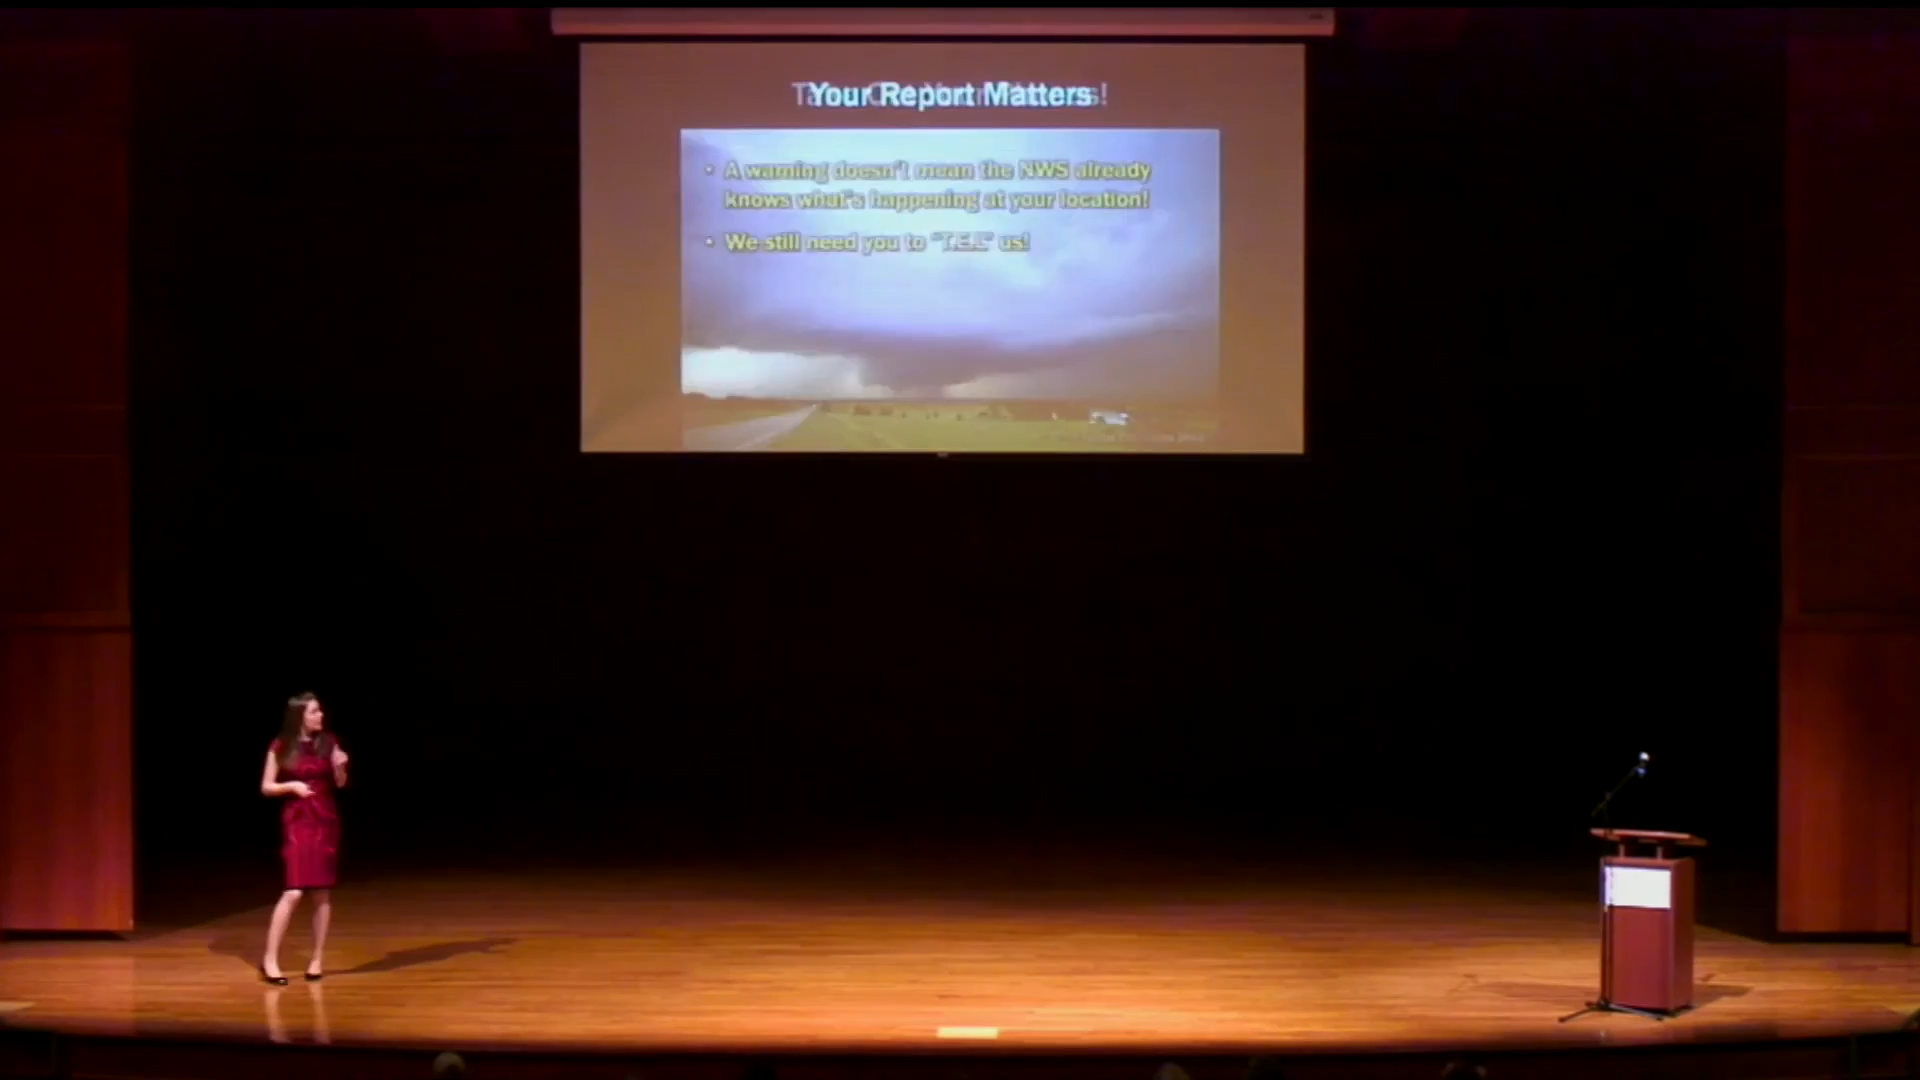 Your Report Matters
• A warning doesn't mean the NWS already
knows what's happening at your location!
• We still need you to "T.E.L" us!